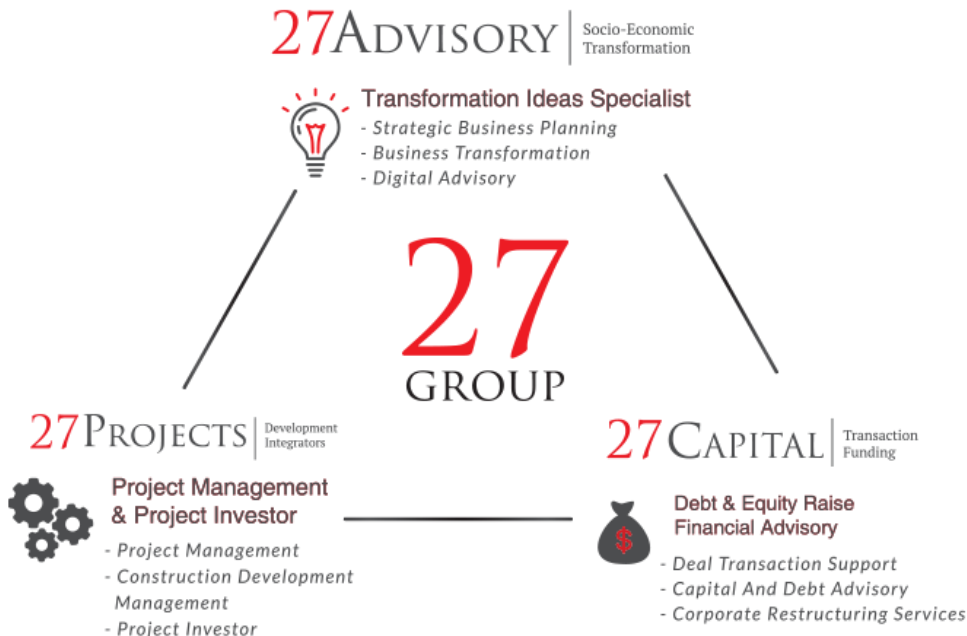 27ADVISORY
Socio-Economic
Transformation
Transformation Ideas Specialist
- Strategic Business Planning
- Business Transformation
- Digital Advisory
27
GROUP
27PROJECTS
Development
Integrators
Project Management
& Project Investor
- Project Management
- Construction Development
Management
- Project Investor
27CAPITAL
Transaction
Funding
$
Debt & Equity Raise
Financial Advisory
- Deal Transaction Support
- Capital And Debt Advisory
- Corporate Restructuring Services